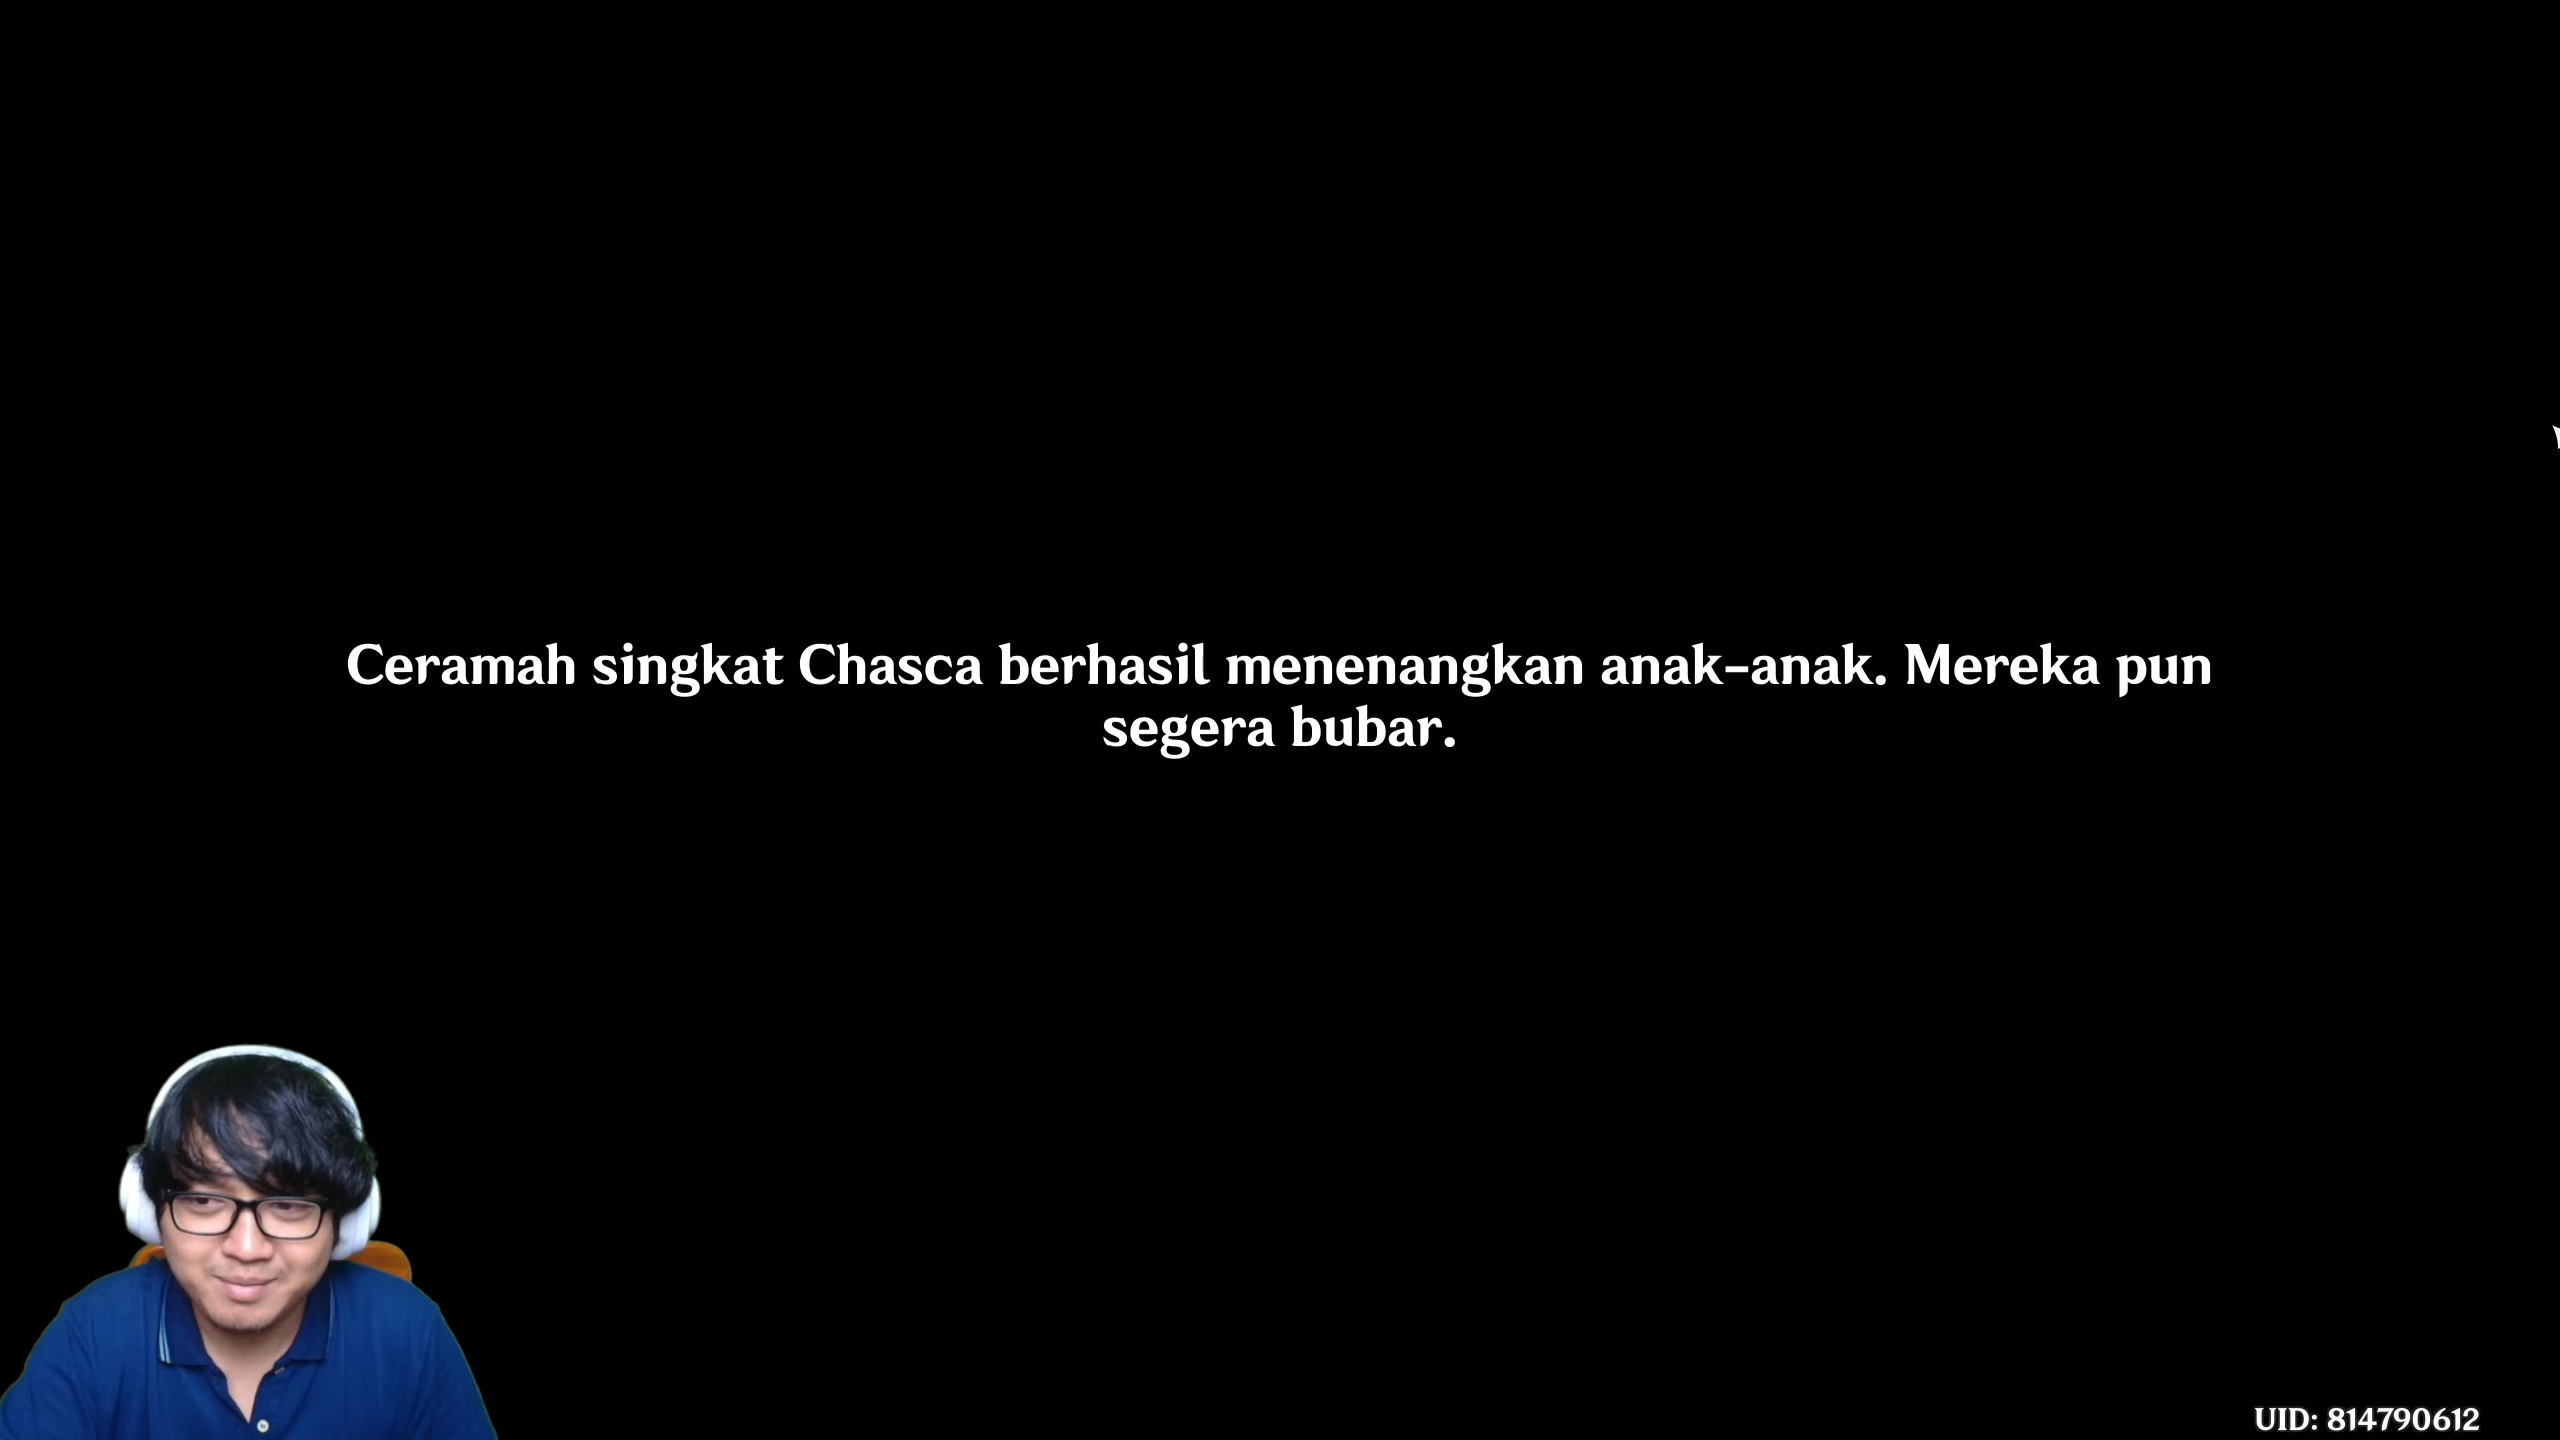 Ceramah singkat Chasca berhasil menenangkan anak-anak. Mereka pun
segera bubar.
UID: 814790612